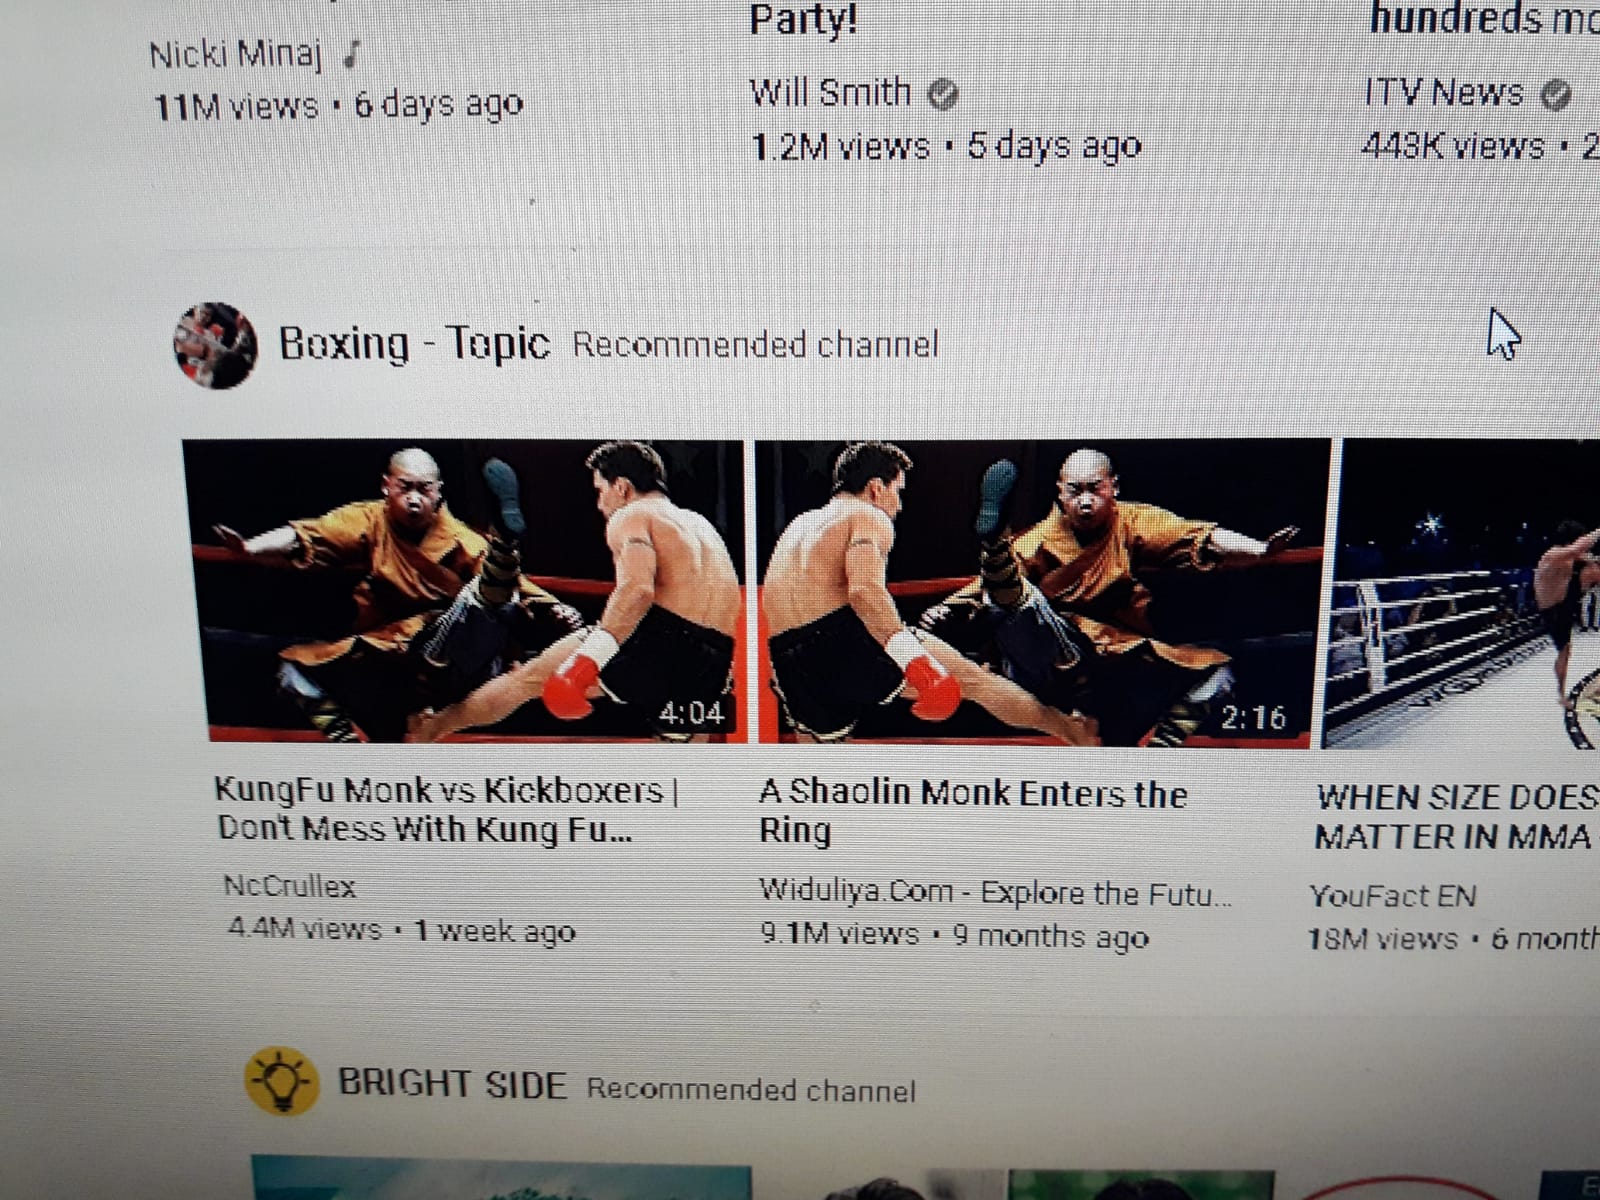 Party!
hundreds mo
Nicki Minaj
Will Smith
ITV News
11M views • 6 days ago
1.2M views • 5 days ago
443K views • 2
Boxing - Topic Recommended channel
4:04
2:16
KungFu Monk vs Kickboxers |
Don't Mess With Kung Fu...
A Shaolin Monk Enters the
Ring
WHEN SIZE DOES
MATTER IN MMA
NcCrullex
Widuliya.Com - Explore the Futu...
YouFact EN
4.4M views • 1 week ago
9.1M views • 9 months ago
18M views • 6 month
BRIGHT SIDE Recommended channel